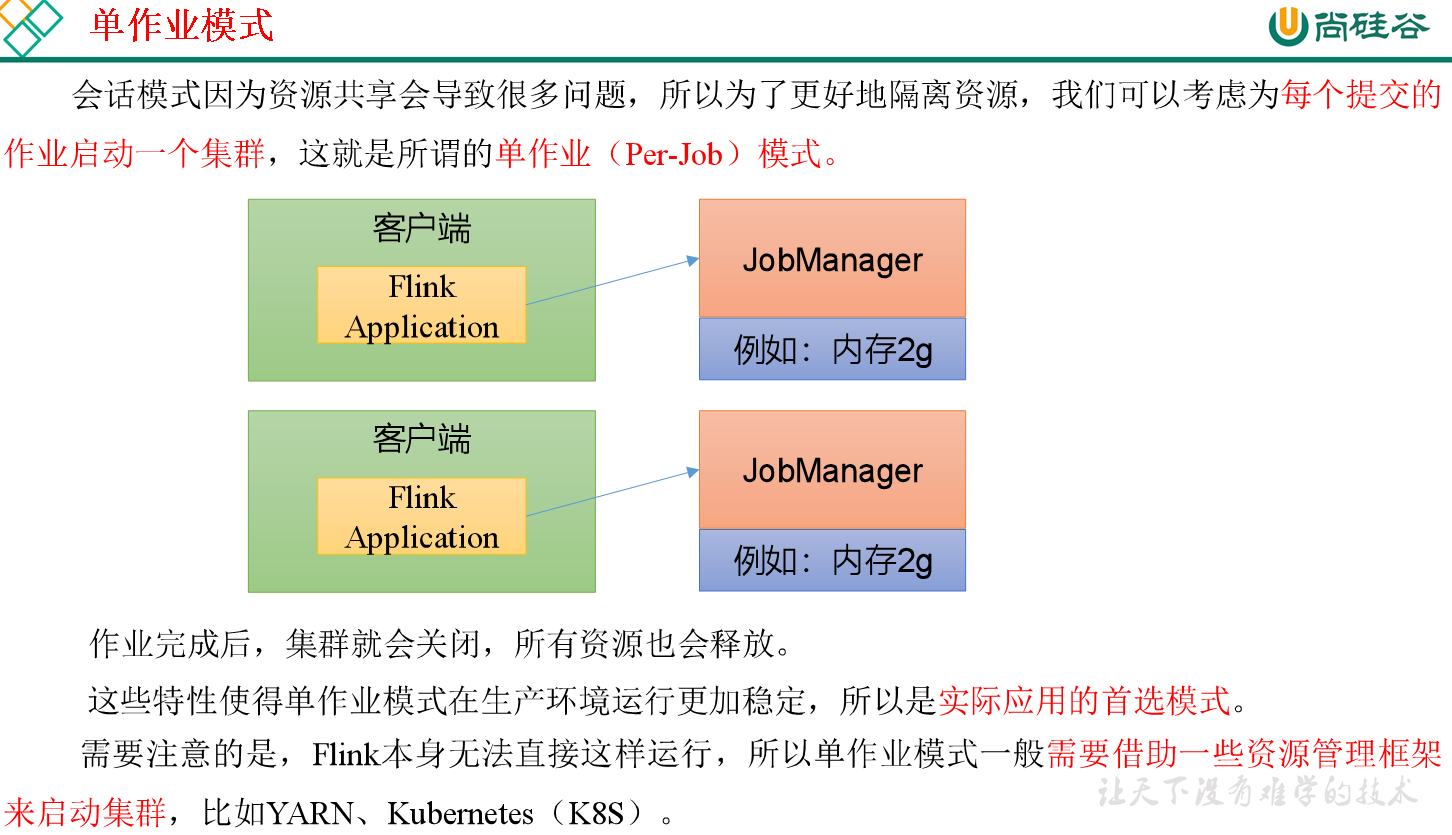 单作业模式
尚硅谷
会话模式因为资源共享会导致很多问题，所以为了更好地隔离资源，我们可以考虑为每个提交的
作业启动一个集群，这就是所谓的单作业（Per-Job）模式。
客户端
Flink
Application
JobManager
例如：内存2g
客户端
Flink
Application
JobManager
例如：内存2g
作业完成后，集群就会关闭，所有资源也会释放。
这些特性使得单作业模式在生产环境运行更加稳定，所以是实际应用的首选模式。
需要注意的是，Flink本身无法直接这样运行，所以单作业模式一般需要借助一些资源管理框架
来启动集群，比如YARN、Kubernetes（K8S）。
让天下没有难学的技术